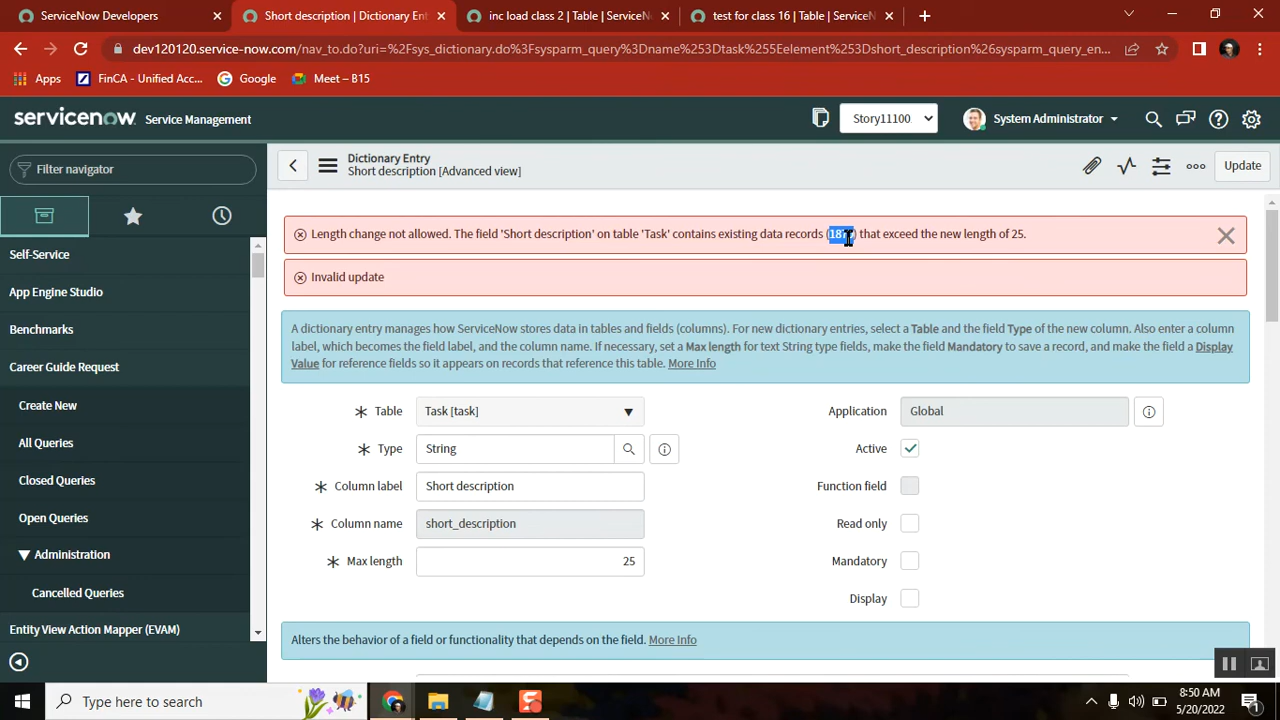 ServiceNow Developers
Short description | Dictionary Ent
inc load class 2 | Table | ServiceN
test for class 16 | Table | ServiceN
dev120120.service-now.com/nav_to.do?uri=%2Fsys_dictionary.do%3Fsysparm_query%3Dname%253Dtask%255Eelement%253Dshort_description%26sysparm_query_en...
Apps
FinCA - Unified Acc...
Google
Meet – B15
servicenow
Service Management
Story11100
System Administrator
Filter navigator
Dictionary Entry
Short description [Advanced view]
Update
Length change not allowed. The field 'Short description' on table 'Task' contains existing data records ( that exceed the new length of 25.
Invalid update
Self-Service
App Engine Studio
Benchmarks
Career Guide Request
Create New
All Queries
Closed Queries
Open Queries
Administration
Cancelled Queries
Entity View Action Mapper (EVAM)
A dictionary entry manages how ServiceNow stores data in tables and fields (columns). For new dictionary entries, select a Table and the field Type of the new column. Also enter a column
label, which becomes the field label, and the column name. If necessary, set a Max length for text String type fields, make the field Mandatory to save a record, and make the field a Display
Value for reference fields so it appears on records that reference this table. More Info
Table Task [task]
Application Global
Type String
Active
Column label Short description
Function field
Column name short_description
Read only
Max length 25
Mandatory
Display
Alters the behavior of a field or functionality that depends on the field. More Info
Type here to search
8:50 AM
5/20/2022
1